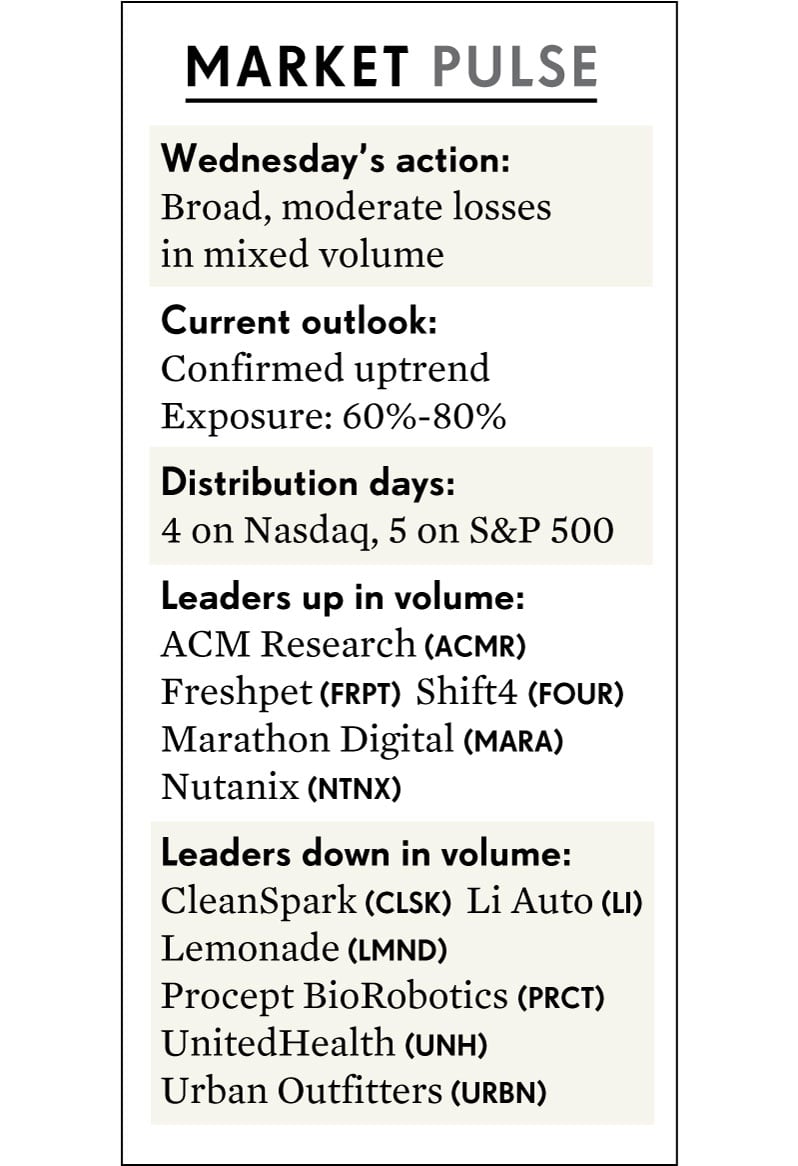 MARKET PULSE
Wednesday’s action:
Broad, moderate losses
in mixed volume
Current outlook:
Confirmed uptrend
Exposure: 60%-80%
Distribution days:
4 on Nasdaq, 5 on S&P 500
Leaders up in volume:
ACM Research (ACMR)
Freshpet (FRPT) Shift4 (FOUR)
Marathon Digital (MARA)
Nutanix (NTNX)
Leaders down in volume:
CleanSpark (CLSK) Li Auto (LI)
Lemonade (LMND)
Procept BioRobotics (PRCT)
UnitedHealth (UNH)
Urban Outfitters (URBN)